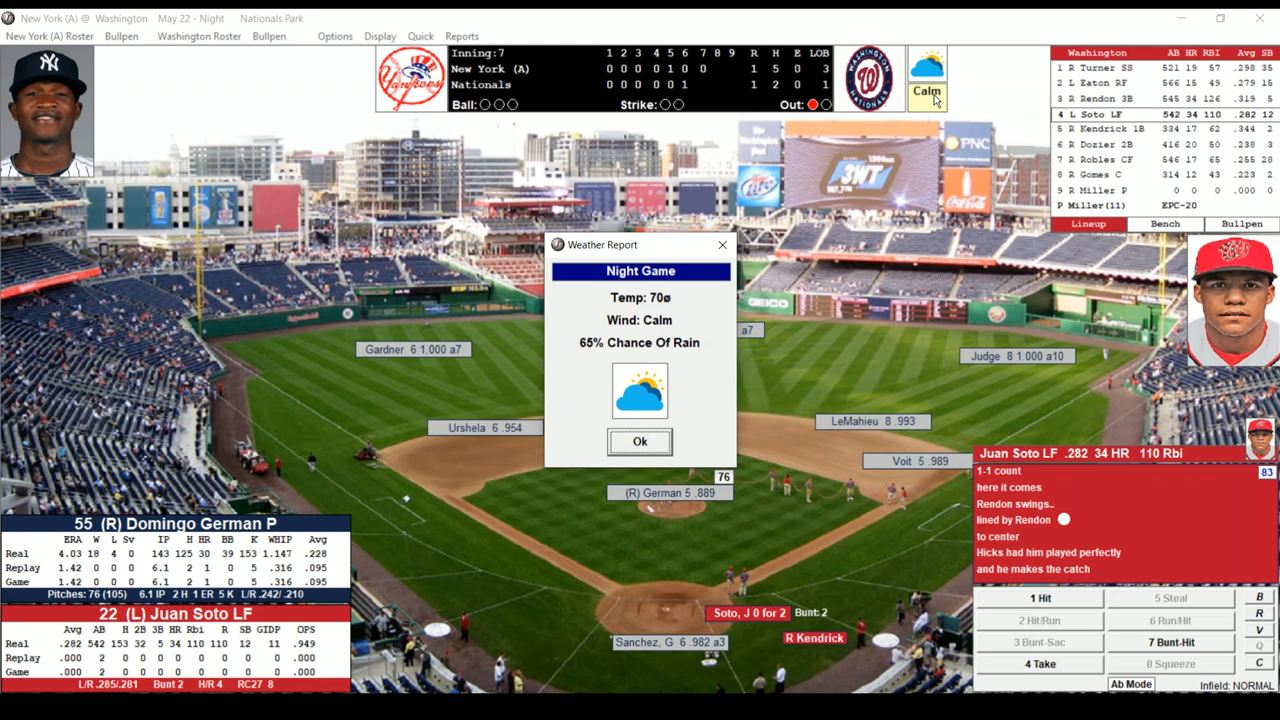 New York (A) @ Washington May 22 - Night Nationals Park
New York (A) Roster Bullpen Washington Roster Bullpen Options Display Quick Reports
Yankees
Inning:7 1 2 3 4 5 6 7 8 9 R H E LOB
New York (A) 0 0 0 0 1 0 0 1 5 0 3
Nationals 0 0 0 0 0 1 1 2 0 1
Ball: Strike: Out:
WASHINGTON NATIONALS
Calm
Washington AB HR RBI Avg SB
1 R Turner SS 521 19 57 .298 35
2 L Eaton RF 566 15 49 .279 15
3 R Rendon 3B 545 34 126 .319 5
4 L Soto LF 542 34 110 .282 12
5 R Kendrick 1B 334 17 62 .344 2
6 R Dozier 2B 416 20 50 .238 3
7 R Robles CF 546 17 65 .255 28
8 R Gomes C 314 12 43 .223 2
9 R Miller P 0 0 0 .000 0
P Miller(11) EPC-20
Lineup Bench Bullpen
PNC
3WT
107.7FM
Miller Lite
Coca-Cola
GEICO
Weather Report
Night Game
Temp: 70ø
Wind: Calm
65% Chance Of Rain
Ok
Gardner 6 1.000 a7
a7
Judge 8 1.000 a10
Urshela 6 .954
LeMahieu 8 .993
Voit 5 .989
76
(R) German 5 .889
Soto, J 0 for 2 Bunt: 2
R Kendrick
Sanchez, G 6 .982 a3
55 (R) Domingo German P
ERA W L Sv IP H HR BB K WHIP Avg
Real 4.03 18 4 0 143 125 30 39 153 1.147 .228
Replay 1.42 0 0 0 6.1 2 1 0 5 .316 .095
Game 1.42 0 0 0 6.1 2 1 0 5 .316 .095
Pitches: 76 (105) 6.1 IP 2 H 1 ER 5 K L/R .242/.210
22 (L) Juan Soto LF
Avg AB H 2B 3B HR Rbi R SB GIDP OPS
Real .282 542 153 32 5 34 110 110 12 11 .949
Replay .000 2 0 0 0 0 0 0 0 0 .000
Game .000 2 0 0 0 0 0 0 0 0 .000
L/R .285/.281 Bunt 2 H/R 4 RC27 8
Juan Soto LF .282 34 HR 110 Rbi
83
1-1 count
here it comes
Rendon swings..
lined by Rendon
to center
Hicks had him played perfectly
and he makes the catch
1 Hit 5 Steal B
2 Hit/Run 6 Run/Hit R
3 Bunt-Sac 7 Bunt-Hit V
Q
4 Take 8 Squeeze C
Ab Mode Infield: NORMAL